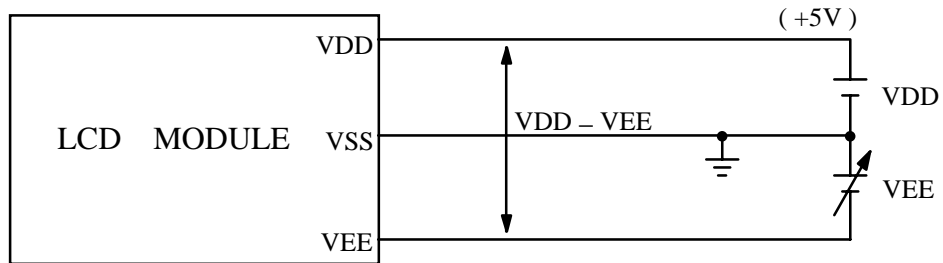 ( +5V )
VDD
VDD
VDD – VEE
LCD MODULE
VSS
VEE
VEE